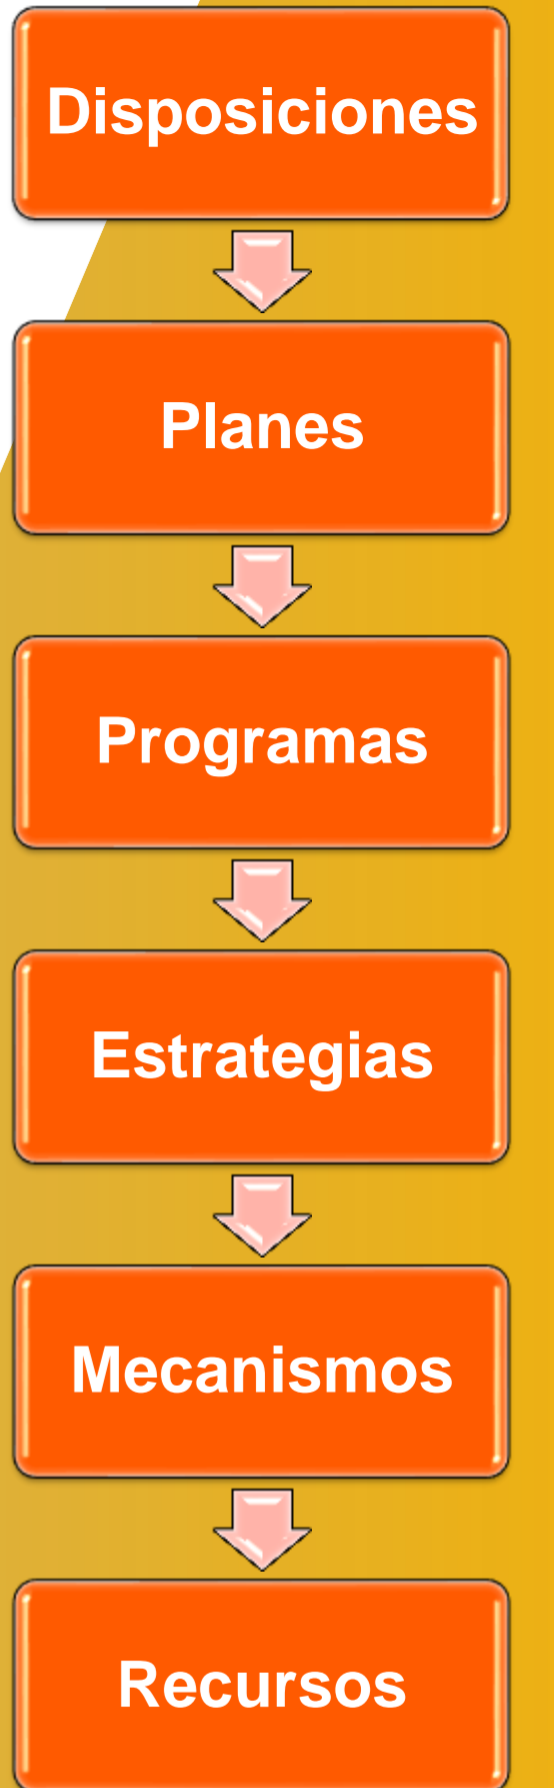 Disposiciones
Planes
Programas
Estrategias
Mecanismos
Recursos